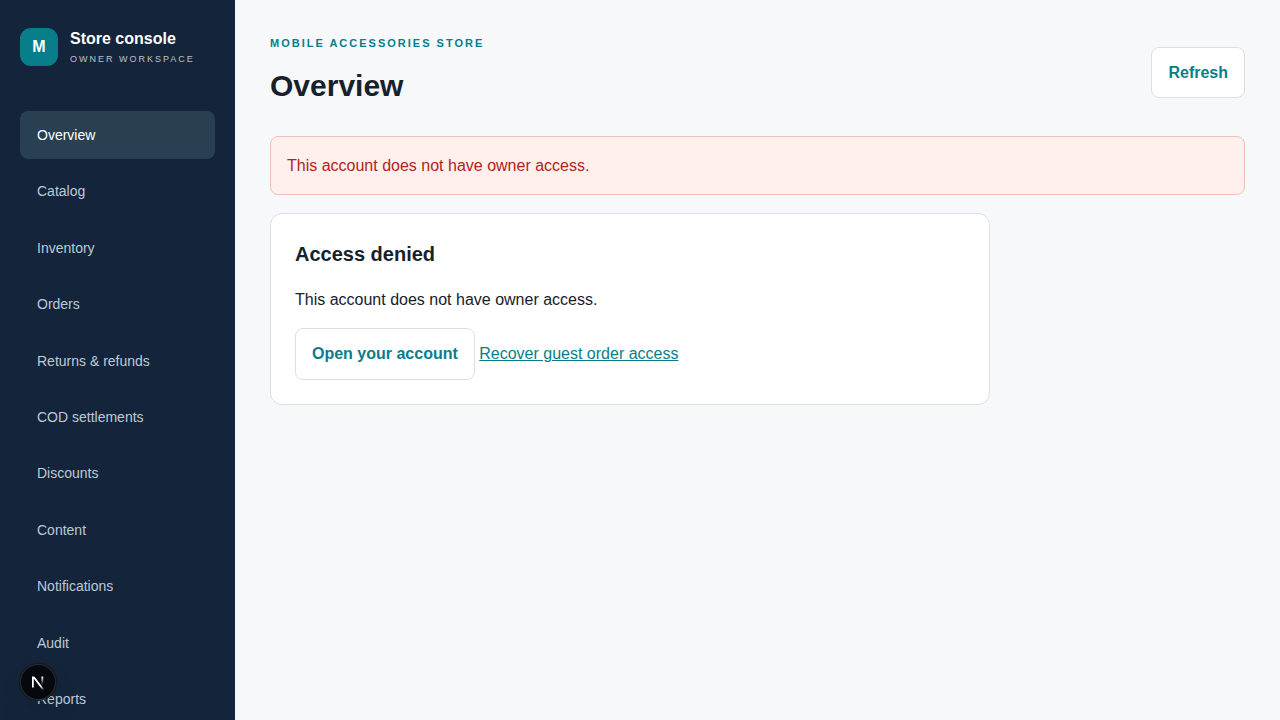 M
Store console
OWNER WORKSPACE
Overview
Catalog
Inventory
Orders
Returns & refunds
COD settlements
Discounts
Content
Notifications
Audit
N
Reports
MOBILE ACCESSORIES STORE
Overview
Refresh
This account does not have owner access.
Access denied
This account does not have owner access.
Open your account Recover guest order access